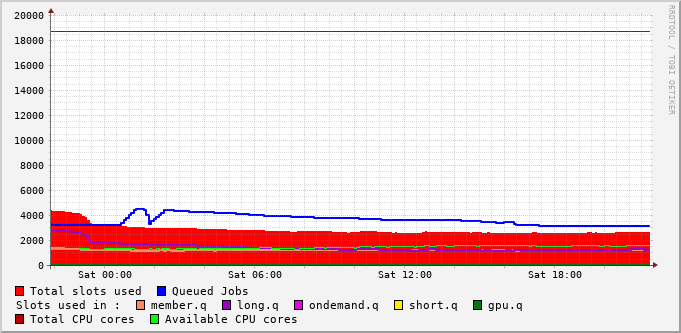 20000
18000
16000
14000
12000
10000
8000
6000
4000
2000
0
Sat 00:00 Sat 06:00 Sat 12:00 Sat 18:00
RRDTOOL / TOBI OETIKER
Total slots used Queued Jobs
Slots used in : member.q long.q ondemand.q short.q gpu.q
Total CPU cores Available CPU cores